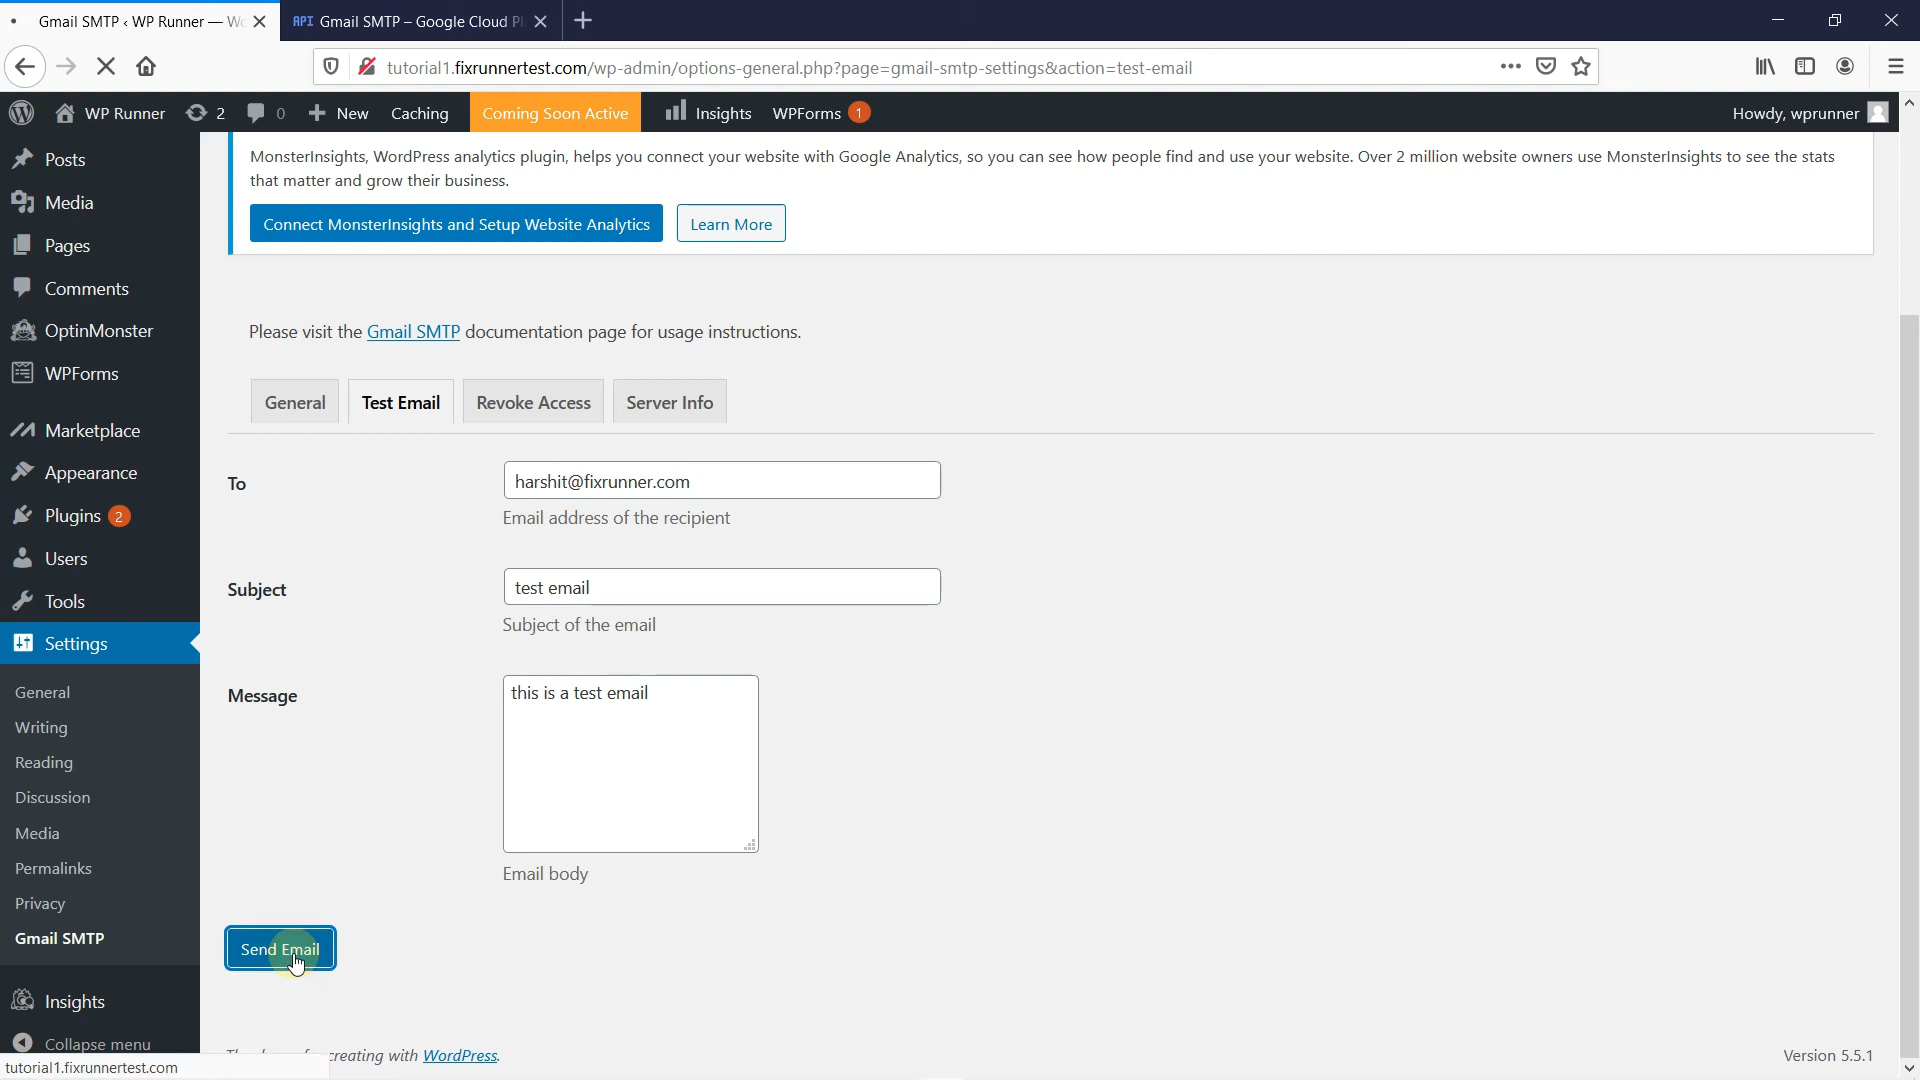 Gmail SMTP ‹ WP Runner — W
API Gmail SMTP – Google Cloud Pl
tutorial1.fixrunnertest.com/wp-admin/options-general.php?page=gmail-smtp-settings&action=test-email
WP Runner
2
0
New
Caching
Coming Soon Active
Insights
WPForms
1
Howdy, wprunner
Posts
Media
Pages
Comments
OptinMonster
WPForms
Marketplace
Appearance
Plugins 2
Users
Tools
Settings
General
Writing
Reading
Discussion
Media
Permalinks
Privacy
Gmail SMTP
Insights
Collapse menu
tutorial1.fixrunnertest.com
MonsterInsights, WordPress analytics plugin, helps you connect your website with Google Analytics, so you can see how people find and use your website. Over 2 million website owners use MonsterInsights to see the stats
that matter and grow their business.
Connect MonsterInsights and Setup Website Analytics
Learn More
Please visit the Gmail SMTP documentation page for usage instructions.
General
Test Email
Revoke Access
Server Info
To
harshit@fixrunner.com
Email address of the recipient
Subject
test email
Subject of the email
Message
this is a test email
Email body
Send Email
creating with WordPress.
Version 5.5.1